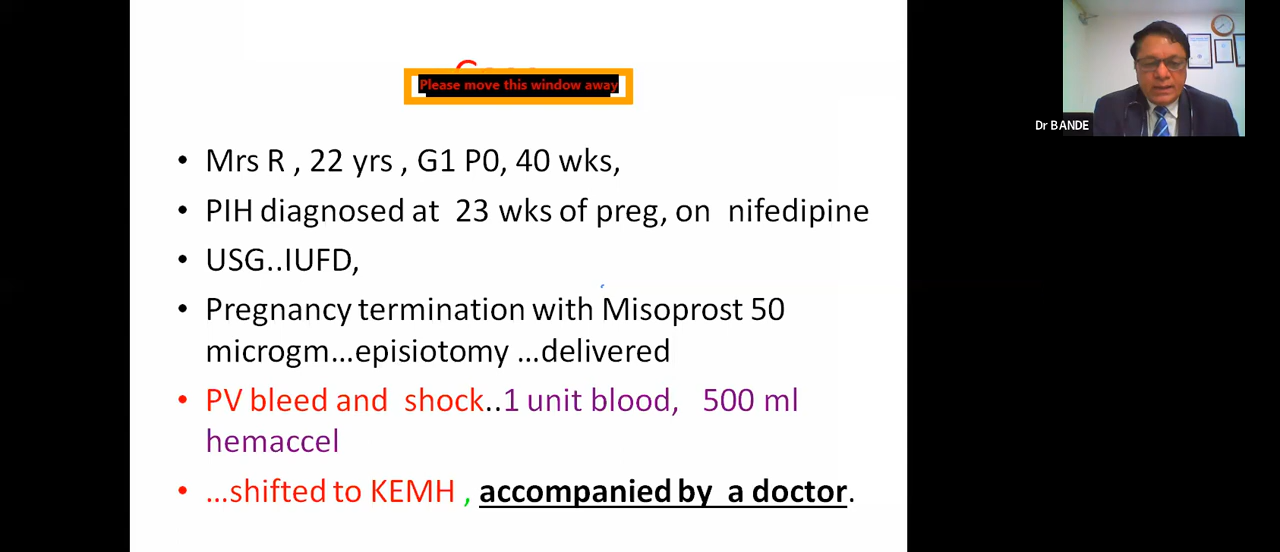 Please move this window away
Dr BANDE
• Mrs R , 22 yrs , G1 P0, 40 wks,
• PIH diagnosed at 23 wks of preg, on nifedipine
• USG..IUFD,
• Pregnancy termination with Misoprost 50
microgm...episiotomy ...delivered
• PV bleed and shock..1 unit blood, 500 ml
hemaccel
• ...shifted to KEMH , accompanied by a doctor.